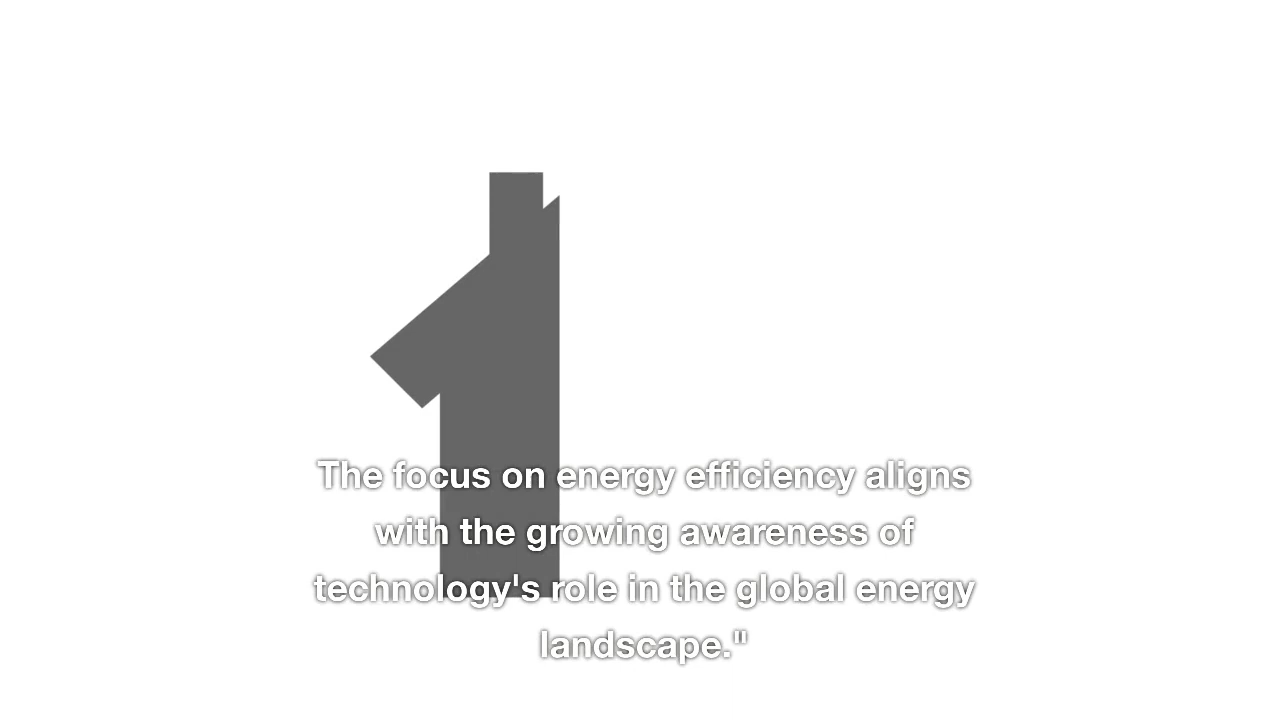 The focus on energy efficiency aligns
with the growing awareness of
technology's role in the global energy
landscape."